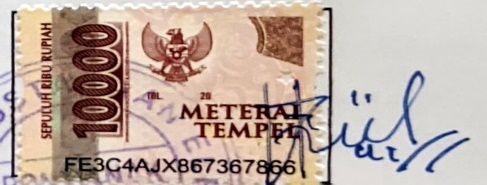 SEPULUH RIBU RUPIAH
10000
TGL. 20
METERAI
TEMPEL
FE3C4AJX867367866